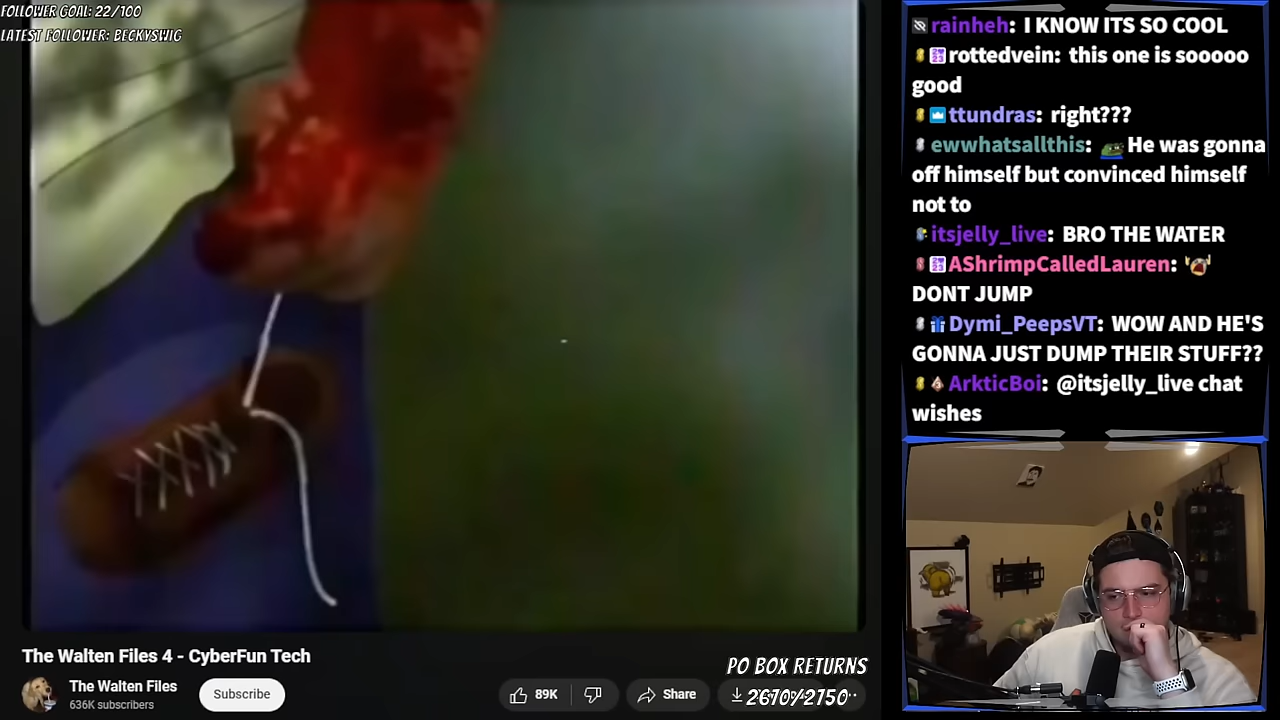 FOLLOWER GOAL: 22/100
LATEST FOLLOWER: BECKYSWIG
rainheh: I KNOW ITS SO COOL
rottedvein: this one is sooooo
good
ttundras: right???
ewwhatsallthis: He was gonna
off himself but convinced himself
not to
itsjelly_live: BRO THE WATER
AShrimpCalledLauren:
DONT JUMP
Dymi_PeepsVT: WOW AND HE'S
GONNA JUST DUMP THEIR STUFF??
ArkticBoi: @itsjelly_live chat
wishes
The Walten Files 4 - CyberFun Tech
The Walten Files
636K subscribers
Subscribe
89K
Share
PO BOX RETURNS
2670/2750